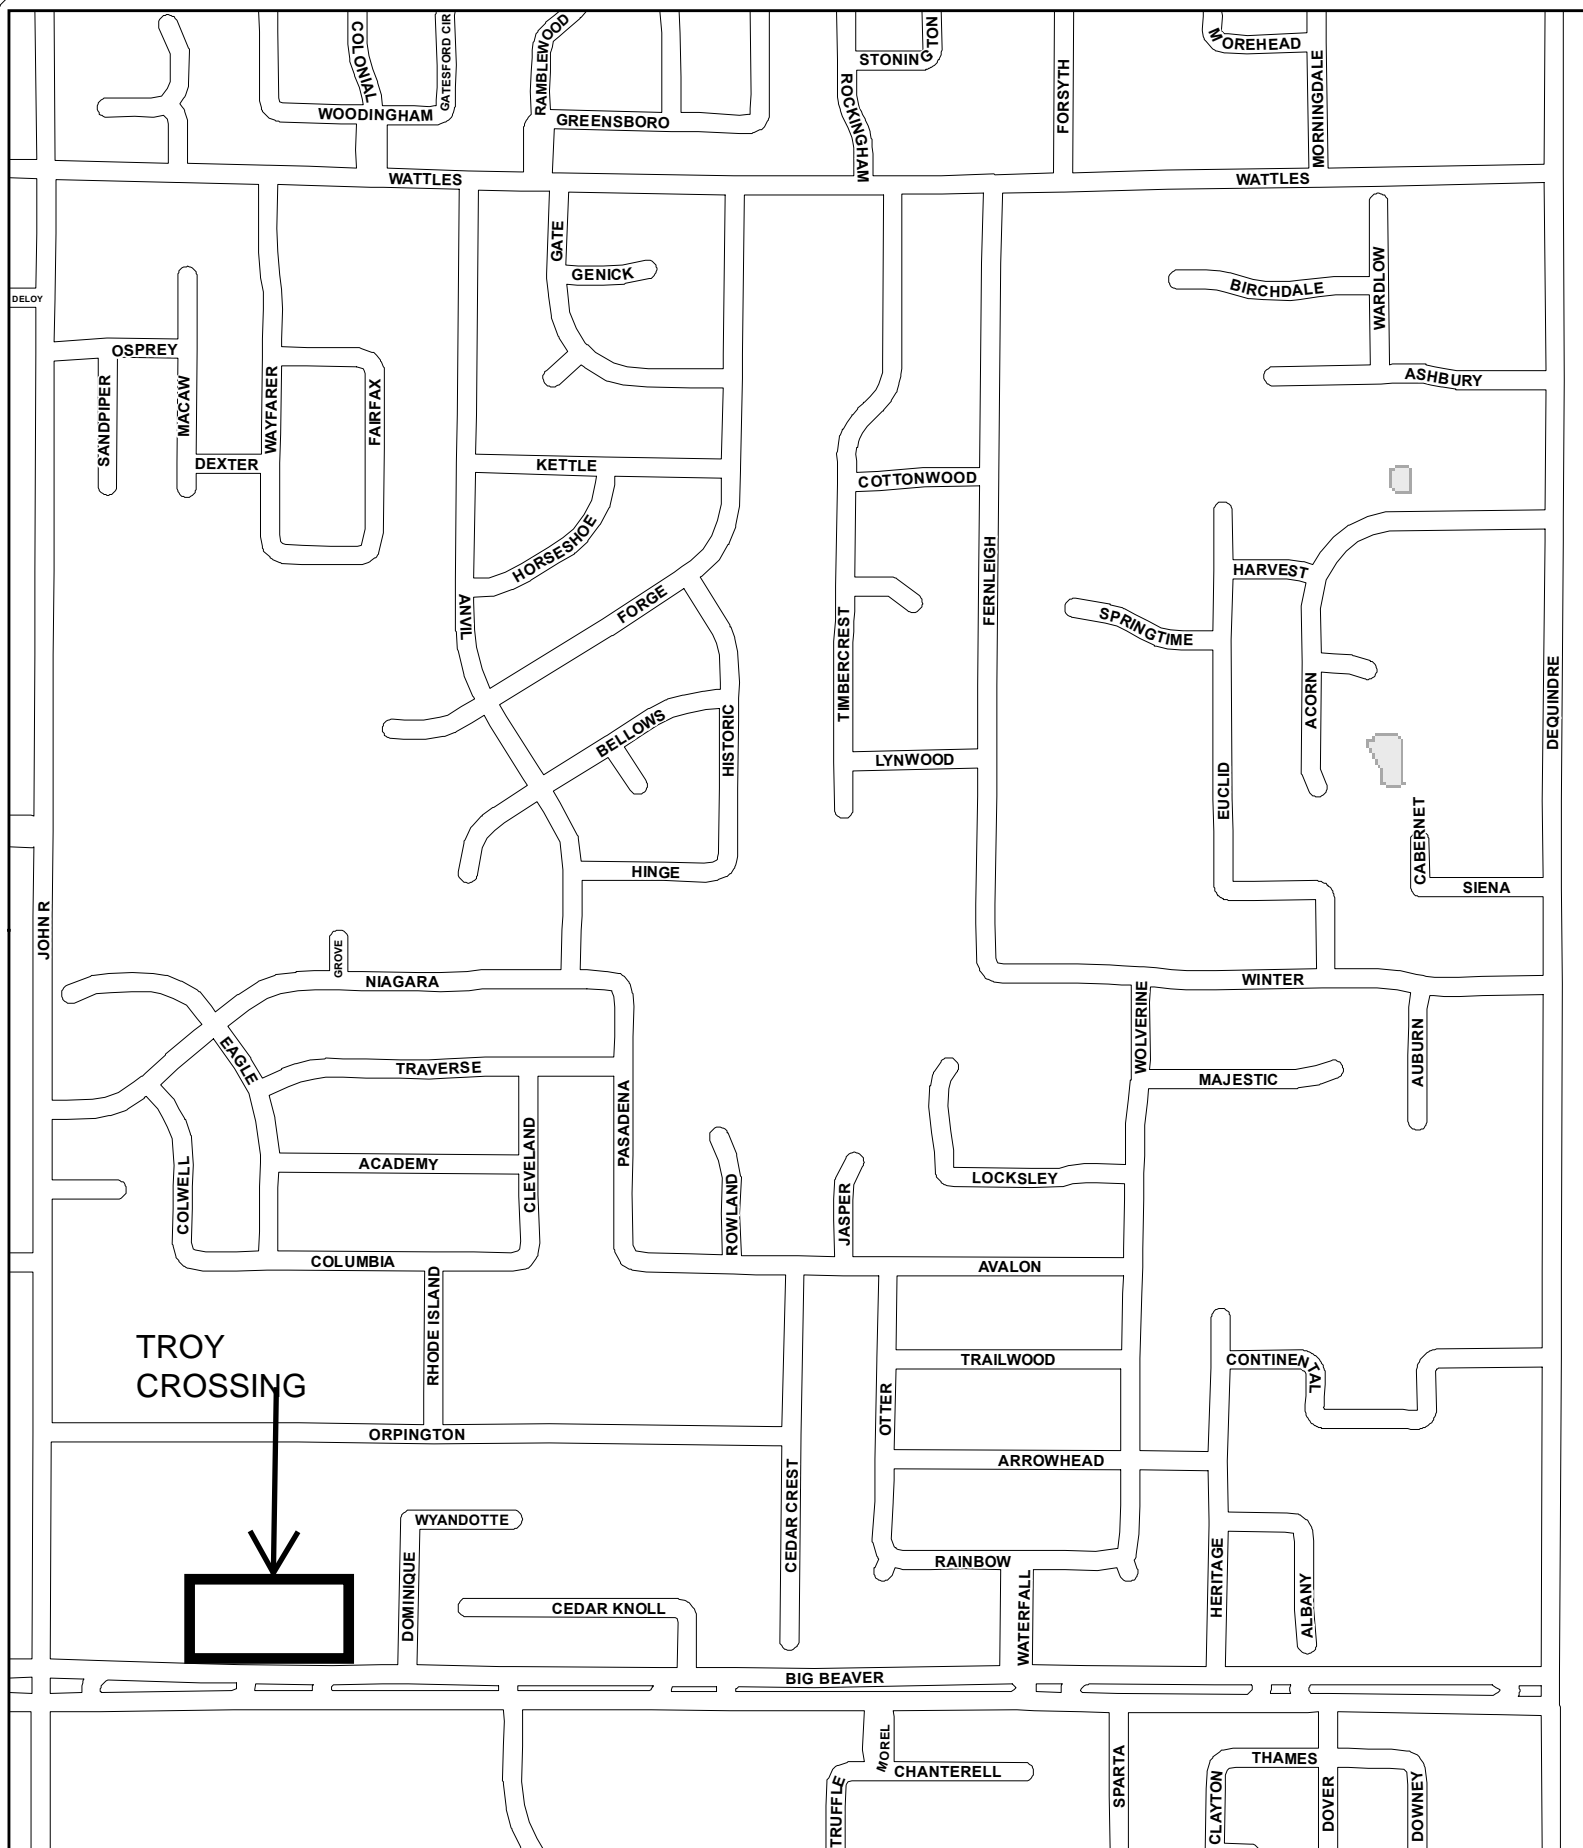 COLONIAL
GATESFORD CIR
RAMBLEWOOD
STONINGTON
MOREHEAD
WOODINGHAM
GREENSBORO
ROCKINGHAM
FORSYTH
MORNINGDALE
WATTLES
WATTLES
GATE
GENICK
BIRCHDALE
WARDLOW
DELOY
OSPREY
SANDPIPER
MACAW
WAYFARER
FAIRFAX
ASHBURY
DEXTER
KETTLE
COTTONWOOD
HORSESHOE
FERNLEIGH
HARVEST
ANVIL
FORGE
SPRINGTIME
TIMBERCREST
ACORN
DEQUINDRE
BELLOWS
HISTORIC
LYNWOOD
EUCLID
CABERNET
HINGE
SIENA
JOHN R
GROVE
NIAGARA
WINTER
WOLVERINE
EAGLE
TRAVERSE
MAJESTIC
AUBURN
PASADENA
CLEVELAND
ACADEMY
COLWELL
ROWLAND
JASPER
LOCKSLEY
COLUMBIA
AVALON
RHODE ISLAND
TROY
CROSSING
TRAILWOOD
CONTINENTAL
OTTER
ORPINGTON
ARROWHEAD
CEDAR CREST
WYANDOTTE
DOMINIQUE
RAINBOW
HERITAGE
CEDAR KNOLL
WATERFALL
ALBANY
BIG BEAVER
MOREL
CHANTERELL
TRUFFLE
SPARTA
THAMES
CLAYTON
DOVER
DOWNEY